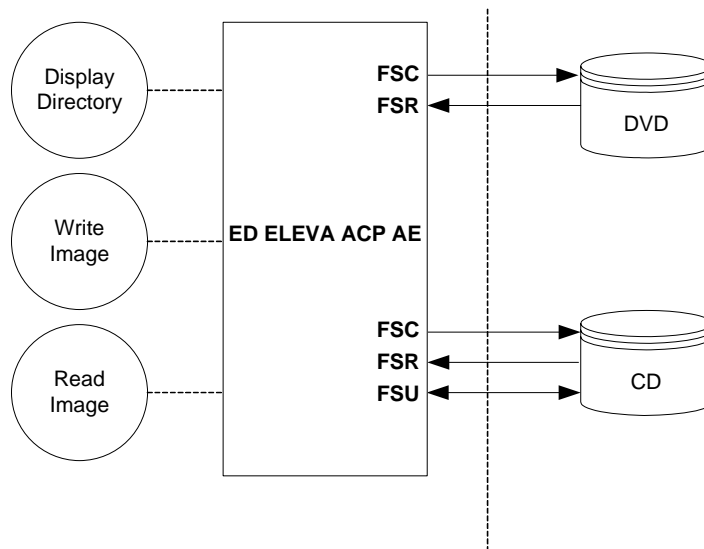 Display
Directory
Write
Image
Read
Image
FSC
FSR
ED ELEVA ACP AE
FSC
FSR
FSU
DVD
CD